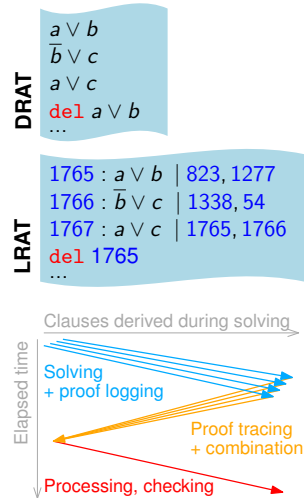 DRAT
a ∨ b
b̅ ∨ c
a ∨ c
del a ∨ b
...
LRAT
1765 : a ∨ b | 823, 1277
1766 : b̅ ∨ c | 1338, 54
1767 : a ∨ c | 1765, 1766
del 1765
...
Clauses derived during solving
Elapsed time
Solving
+ proof logging
Proof tracing
+ combination
Processing, checking